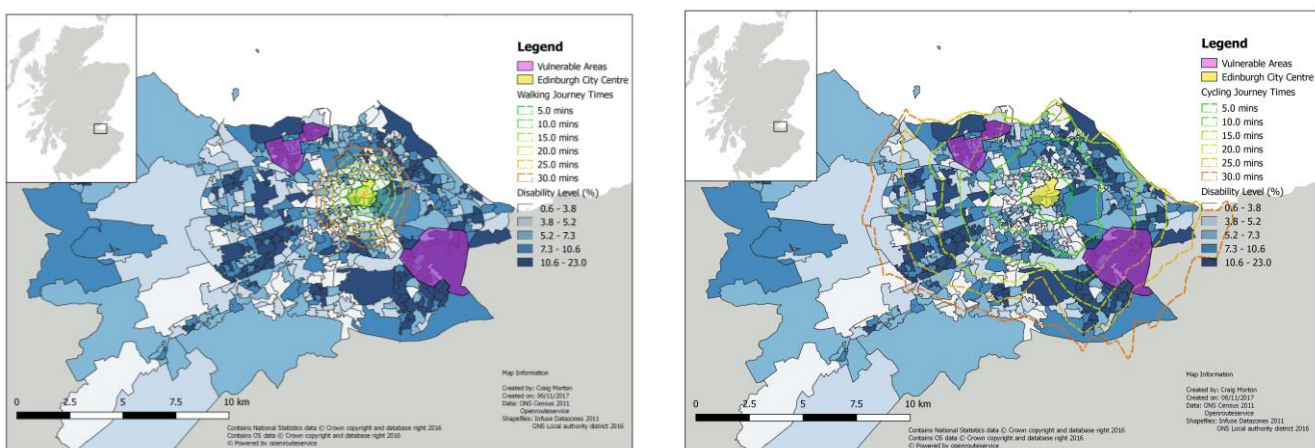 Legend
Vulnerable Areas
Edinburgh City Centre
Walking Journey Times
5.0 mins
10.0 mins
15.0 mins
20.0 mins
25.0 mins
30.0 mins
Disability Level (%)
0.6 - 3.8
3.8 - 5.2
5.2 - 7.3
7.3 - 10.6
10.6 - 23.0
Map Information
Created by: Craig Morton
Created on: 06/11/2017
Data: ONS Census 2011
Openrouteservice
Shapefiles: Infuse Datazones 2011
ONS Local authority district 2016
0 2.5 5 7.5 10 km
Contains National Statistics data © Crown copyright and database right 2016
Contains OS data © Crown copyright and database right 2016
© Powered by openrouteservice
Legend
Vulnerable Areas
Edinburgh City Centre
Cycling Journey Times
5.0 mins
10.0 mins
15.0 mins
20.0 mins
25.0 mins
30.0 mins
Disability Level (%)
0.6 - 3.8
3.8 - 5.2
5.2 - 7.3
7.3 - 10.6
10.6 - 23.0
Map Information
Created by: Craig Morton
Created on: 06/11/2017
Data: ONS Census 2011
Openrouteservice
Shapefiles: Infuse Datazones 2011
ONS Local authority district 2016
0 2.5 5 7.5 10 km
Contains National Statistics data © Crown copyright and database right 2016
Contains OS data © Crown copyright and database right 2016
© Powered by openrouteservice